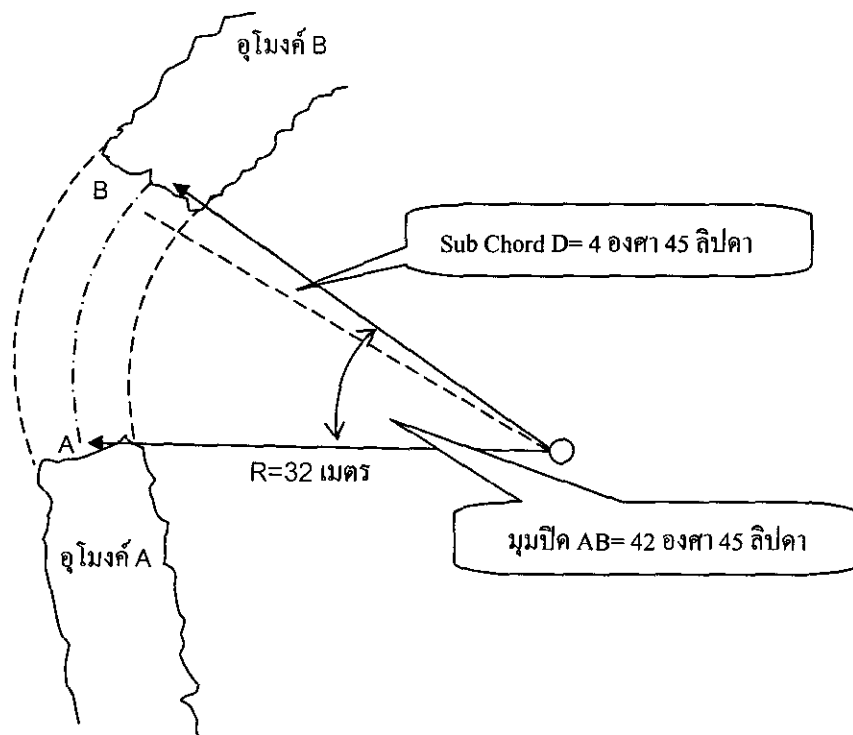 อุโมงค์ B
B
Sub Chord D= 4 องศา 45 ลิปดา
A
R=32 เมตร
มุมปิด AB= 42 องศา 45 ลิปดา
อุโมงค์ A